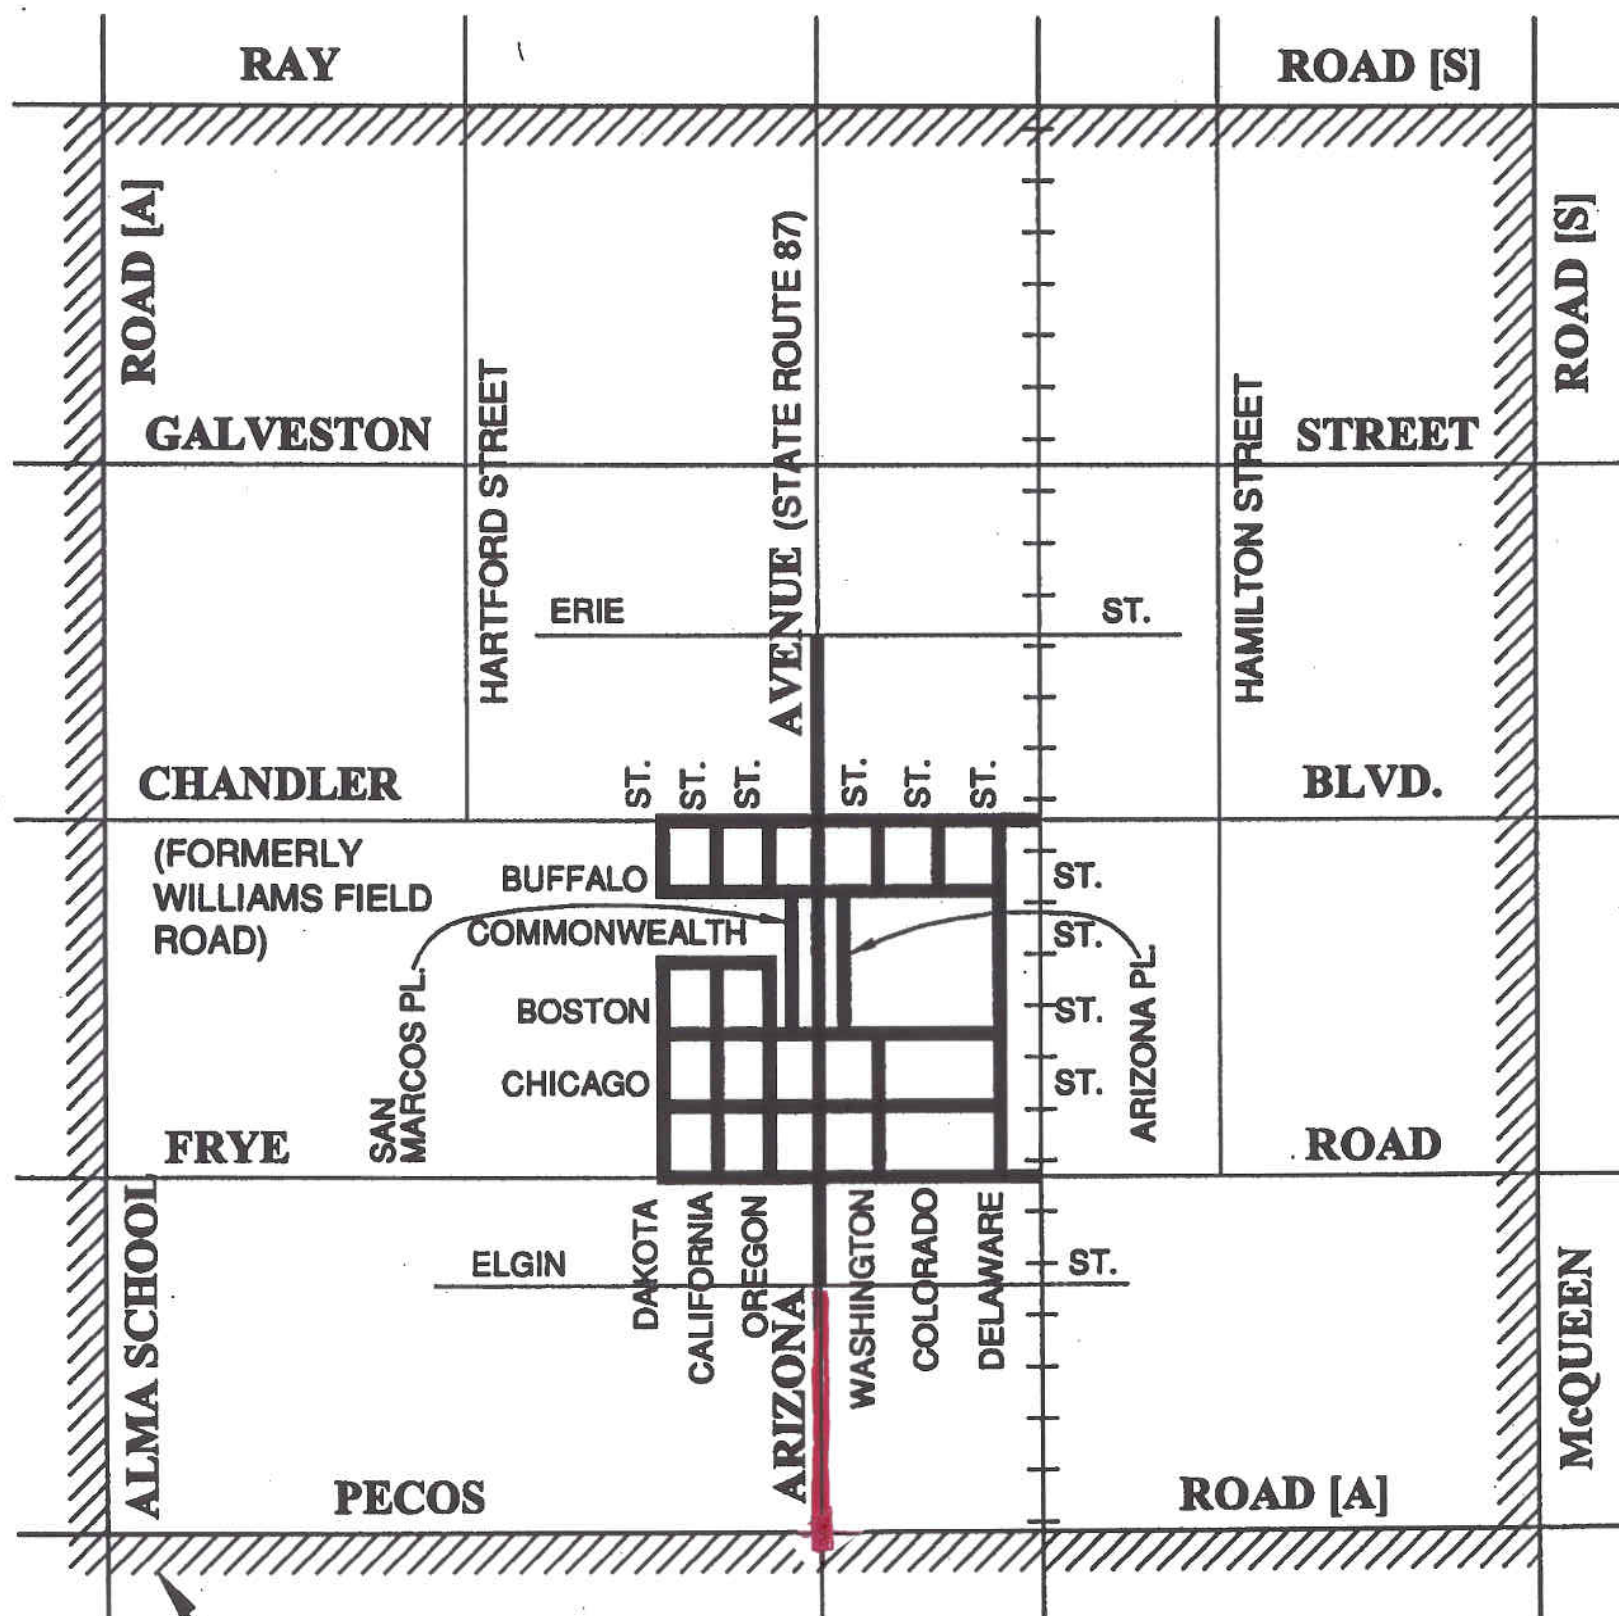 RAY
ROAD [S]
ROAD [A]
AVENUE (STATE ROUTE 87)
ROAD [S]
GALVESTON
STREET
HARTFORD STREET
HAMILTON STREET
ERIE
ST.
CHANDLER
ST.
ST.
ST.
ST.
ST.
ST.
BLVD.
(FORMERLY
WILLIAMS FIELD
ROAD)
BUFFALO
ST.
COMMONWEALTH
ST.
SAN
MARCOS PL.
BOSTON
ST.
ARIZONA PL.
CHICAGO
ST.
FRYE
ROAD
ALMA SCHOOL
DAKOTA
CALIFORNIA
OREGON
ARIZONA
WASHINGTON
COLORADO
DELAWARE
ELGIN
ST.
McQUEEN
PECOS
ROAD [A]